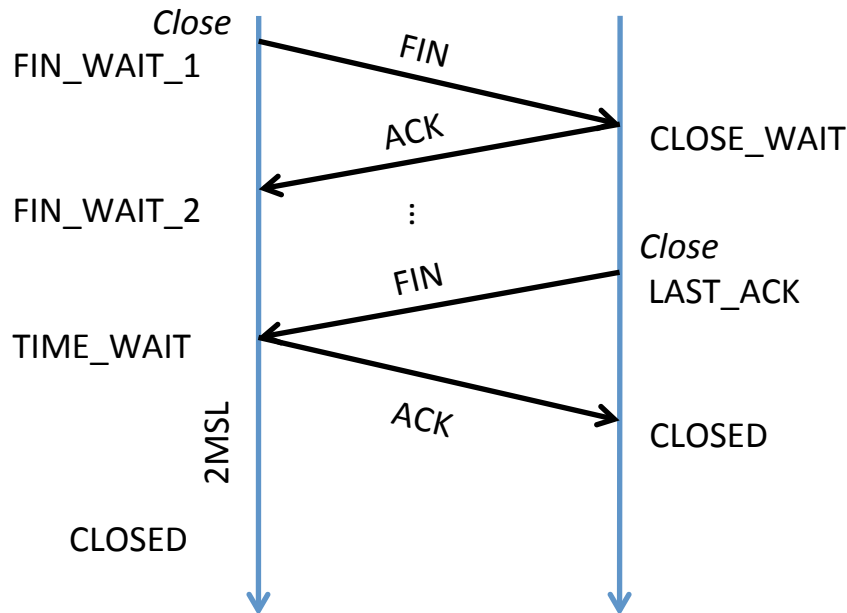 Close
FIN_WAIT_1
FIN
ACK
CLOSE_WAIT
FIN_WAIT_2
...
Close
FIN
LAST_ACK
TIME_WAIT
ACK
2MSL
CLOSED
CLOSED